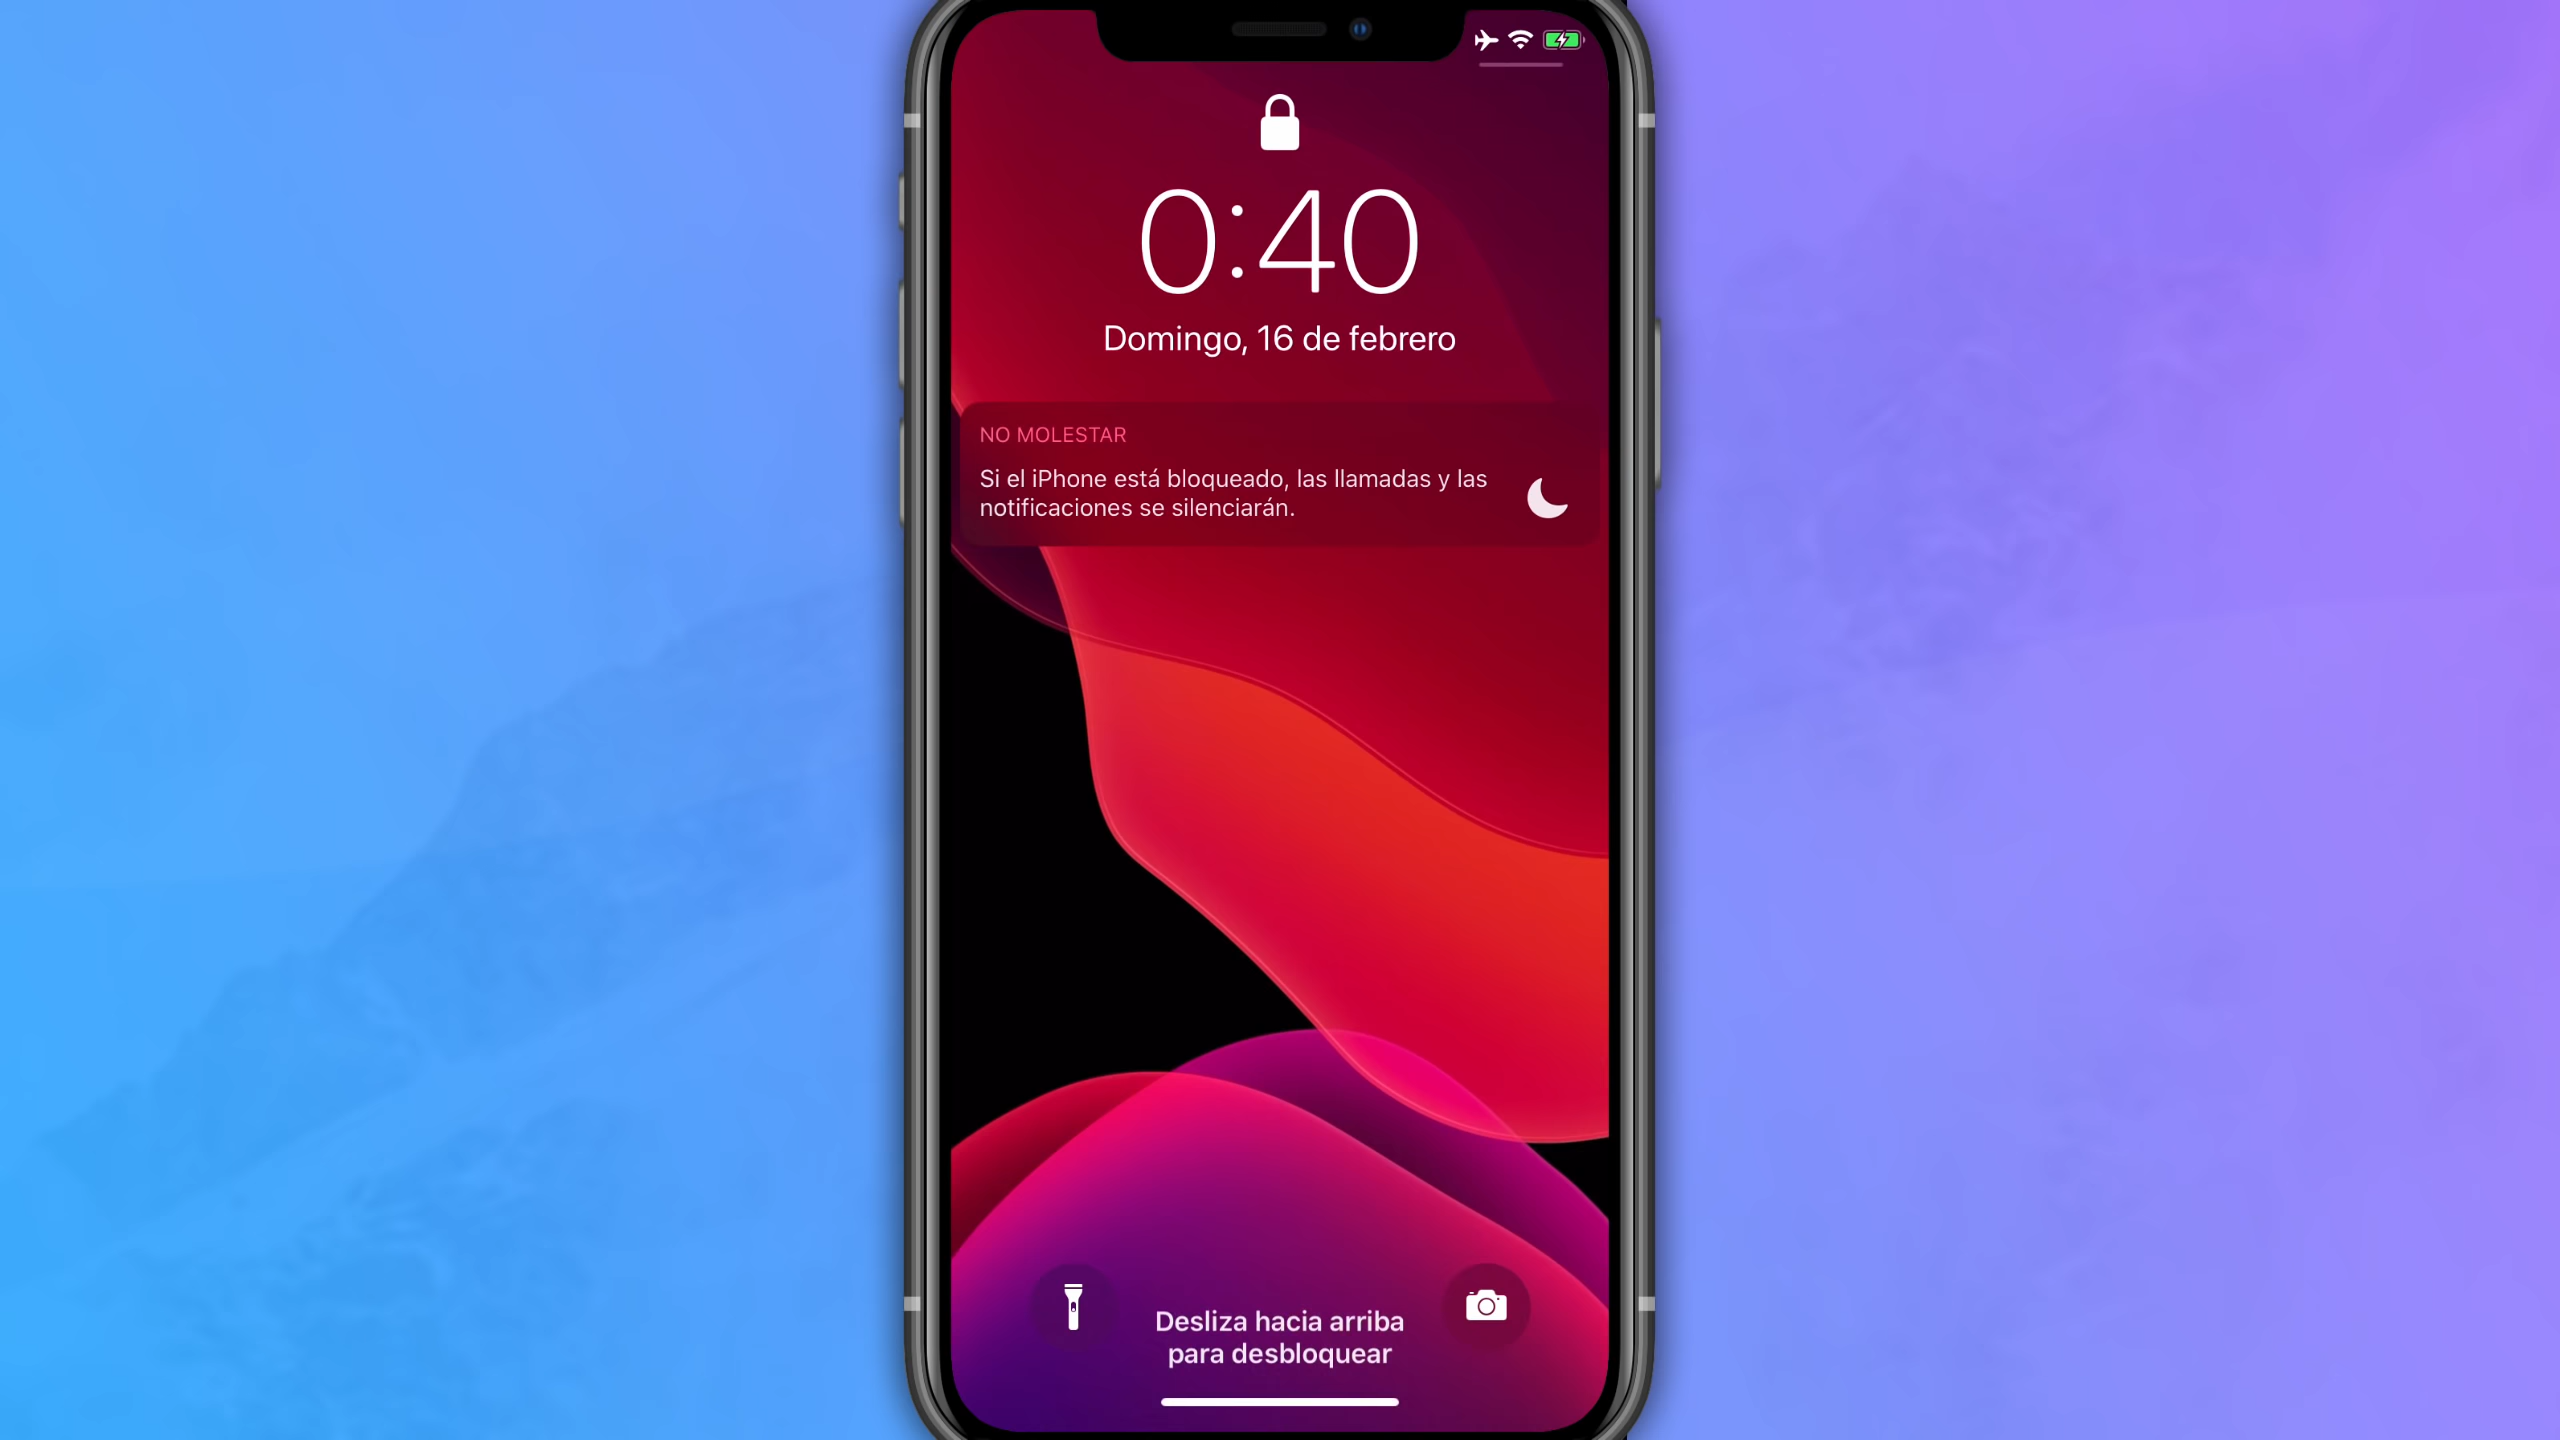 0:40
Domingo, 16 de febrero
NO MOLESTAR
Si el iPhone está bloqueado, las llamadas y las
notificaciones se silenciarán.
Desliza hacia arriba
para desbloquear